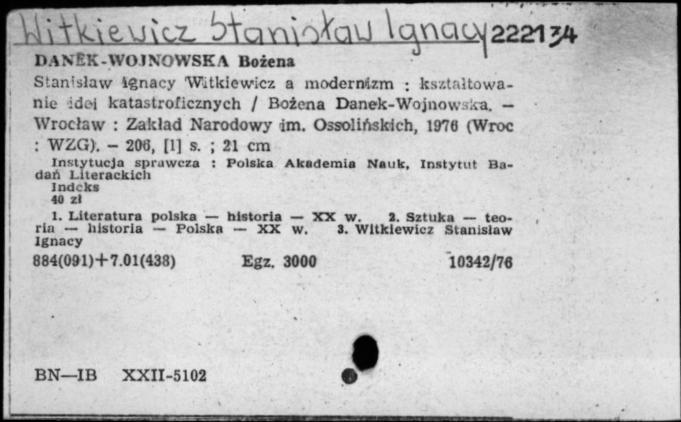 Witkiewicz Stanisław Ignacy 222134
DANEK-WOJNOWSKA Bożena
Stanisław Ignacy Witkiewicz a modernizm : kształtowa-
nie idei katastroficznych / Bożena Danek-Wojnowska. —
Wrocław : Zakład Narodowy im. Ossolińskich, 1976 (Wroc
: WZG). — 206, [1] s. ; 21 cm
Instytucja sprawcza : Polska Akademia Nauk, Instytut Ba-
dań Literackich
Indeks
40 zł
1. Literatura polska — historia — XX w. 2. Sztuka — teo-
ria — historia — Polska — XX w. 3. Witkiewicz Stanisław
Ignacy
884(091)+7.01(438) Egz. 3000 10342/76
BN—IB XXII-5102